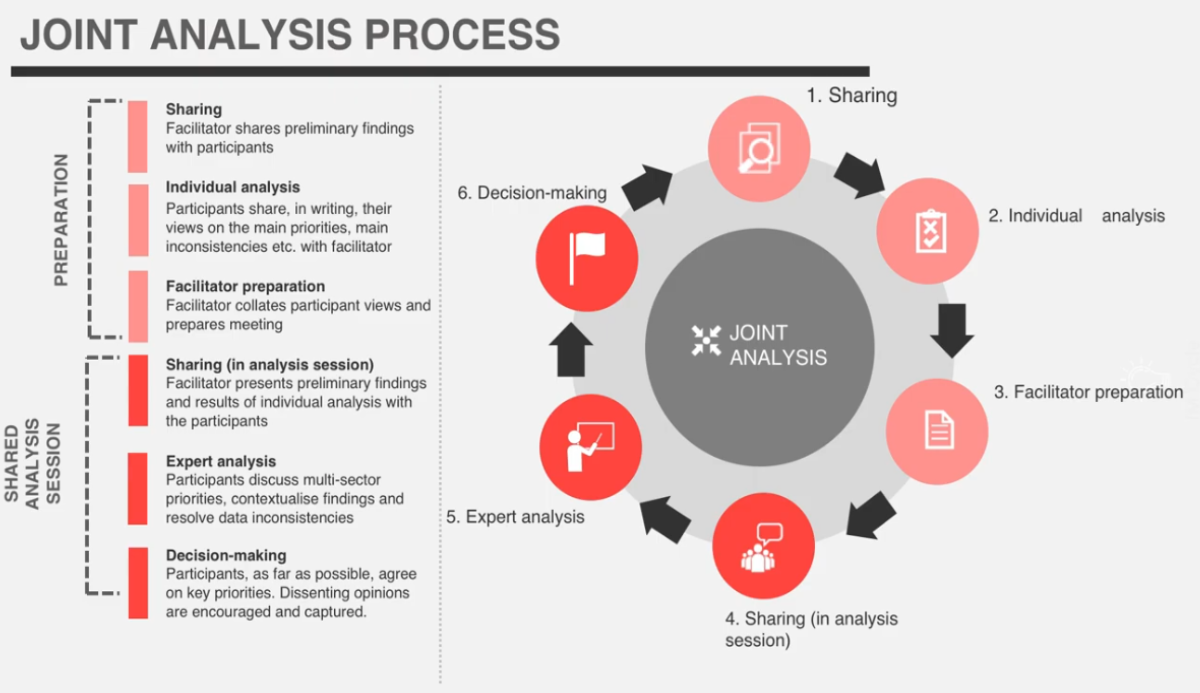 JOINT ANALYSIS PROCESS
PREPARATION
Sharing
Facilitator shares preliminary findings
with participants
Individual analysis
Participants share, in writing, their
views on the main priorities, main
inconsistencies etc. with facilitator
Facilitator preparation
Facilitator collates participant views and
prepares meeting
SHARED
ANALYSIS
SESSION
Sharing (in analysis session)
Facilitator presents preliminary findings
and results of individual analysis with
the participants
Expert analysis
Participants discuss multi-sector
priorities, contextualise findings and
resolve data inconsistencies
Decision-making
Participants, as far as possible, agree
on key priorities. Dissenting opinions
are encouraged and captured.
1. Sharing
2. Individual analysis
3. Facilitator preparation
4. Sharing (in analysis
session)
5. Expert analysis
6. Decision-making
JOINT
ANALYSIS